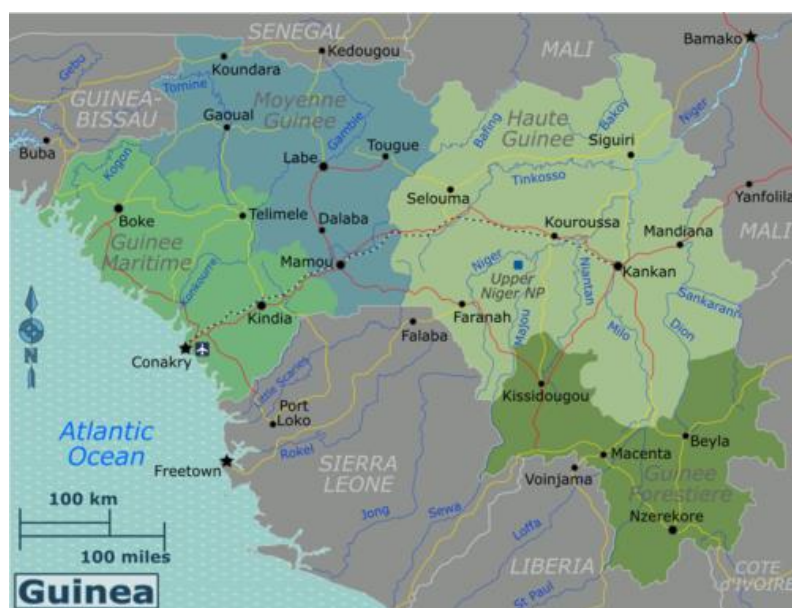 SENEGAL
Kedougou
MALI
Bamako
Gebu
Koundara
Tomine
GUINEA-
BISSAU
Moyenne
Guinee
Gaoual
Gambie
Haute
Guinee
Bafing
Bakoy
Niger
Buba
Kogon
Labe
Tougue
Siguiri
Tinkosso
Selouma
Yanfolila
Boke
Telimele
Dalaba
Guinee
Maritime
Kouroussa
Mandiana
MALI
Mamou
Niger
Upper
Niger NP
Niantan
Kankan
Konkourre
Sankarani
Kindia
Faranah
Majou
Milo
Dion
N
Conakry
Falaba
Little Scaries
Kissidougou
Port
Loko
Atlantic
Ocean
Rokel
Beyla
Macenta
Freetown
SIERRA
LEONE
Voinjama
Guinee
Forestiere
100 km
100 miles
Jong
Sewa
Loffa
Nzerekore
LIBERIA
COTE
d'IVOIRE
St Paul
Guinea